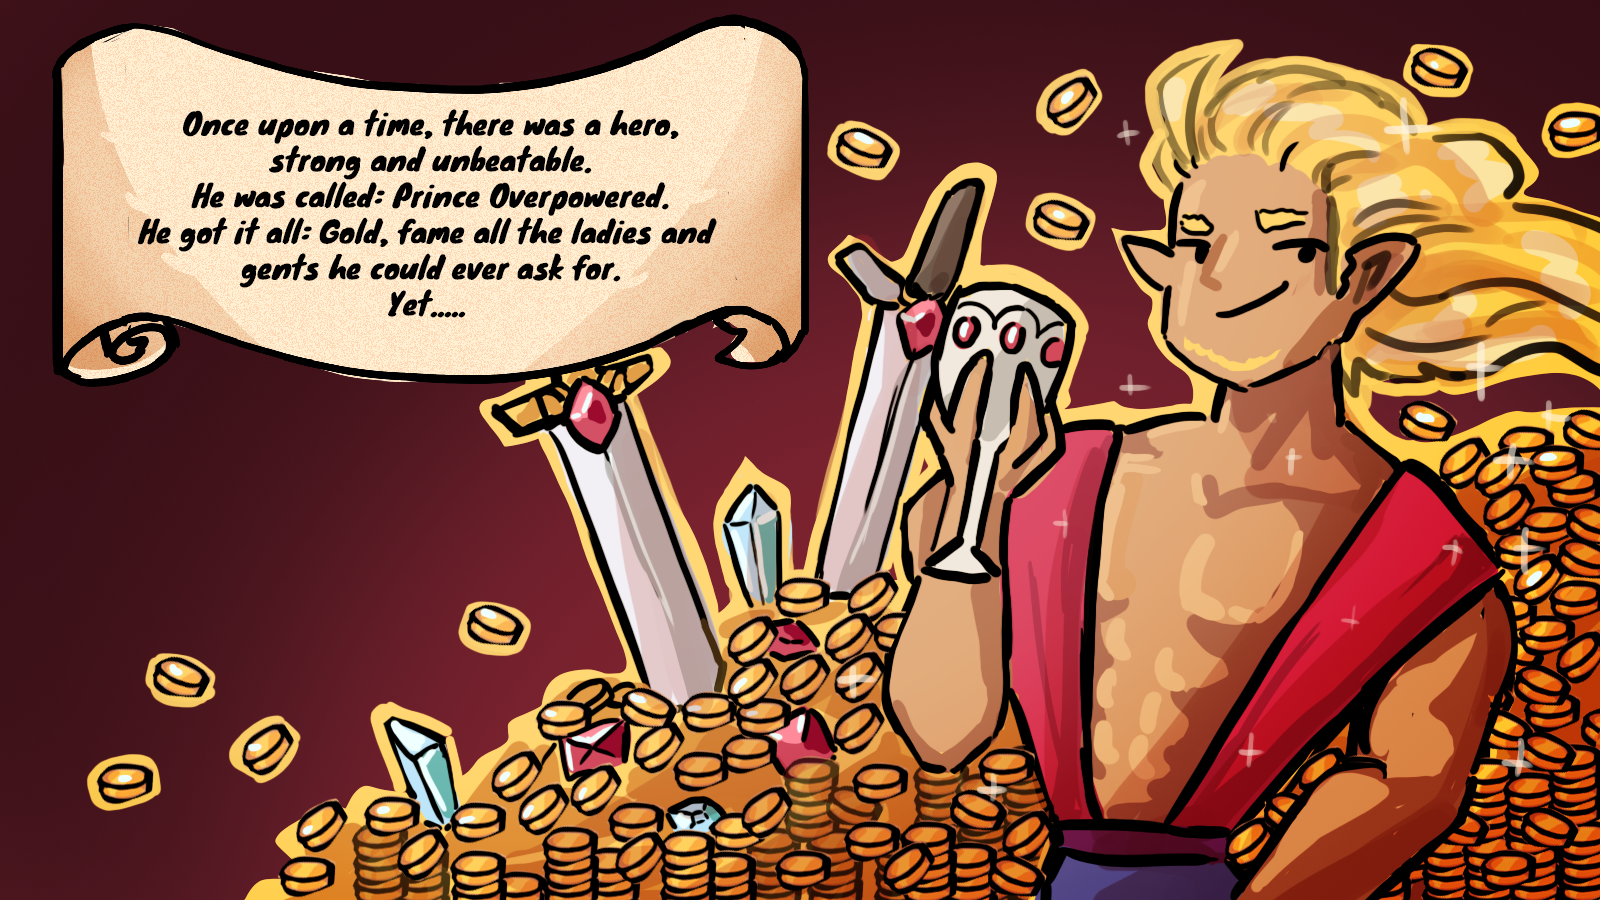 Once upon a time, there was a hero,
strong and unbeatable.
He was called: Prince Overpowered.
He got it all: Gold, fame all the ladies and
gents he could ever ask for.
Yet.....